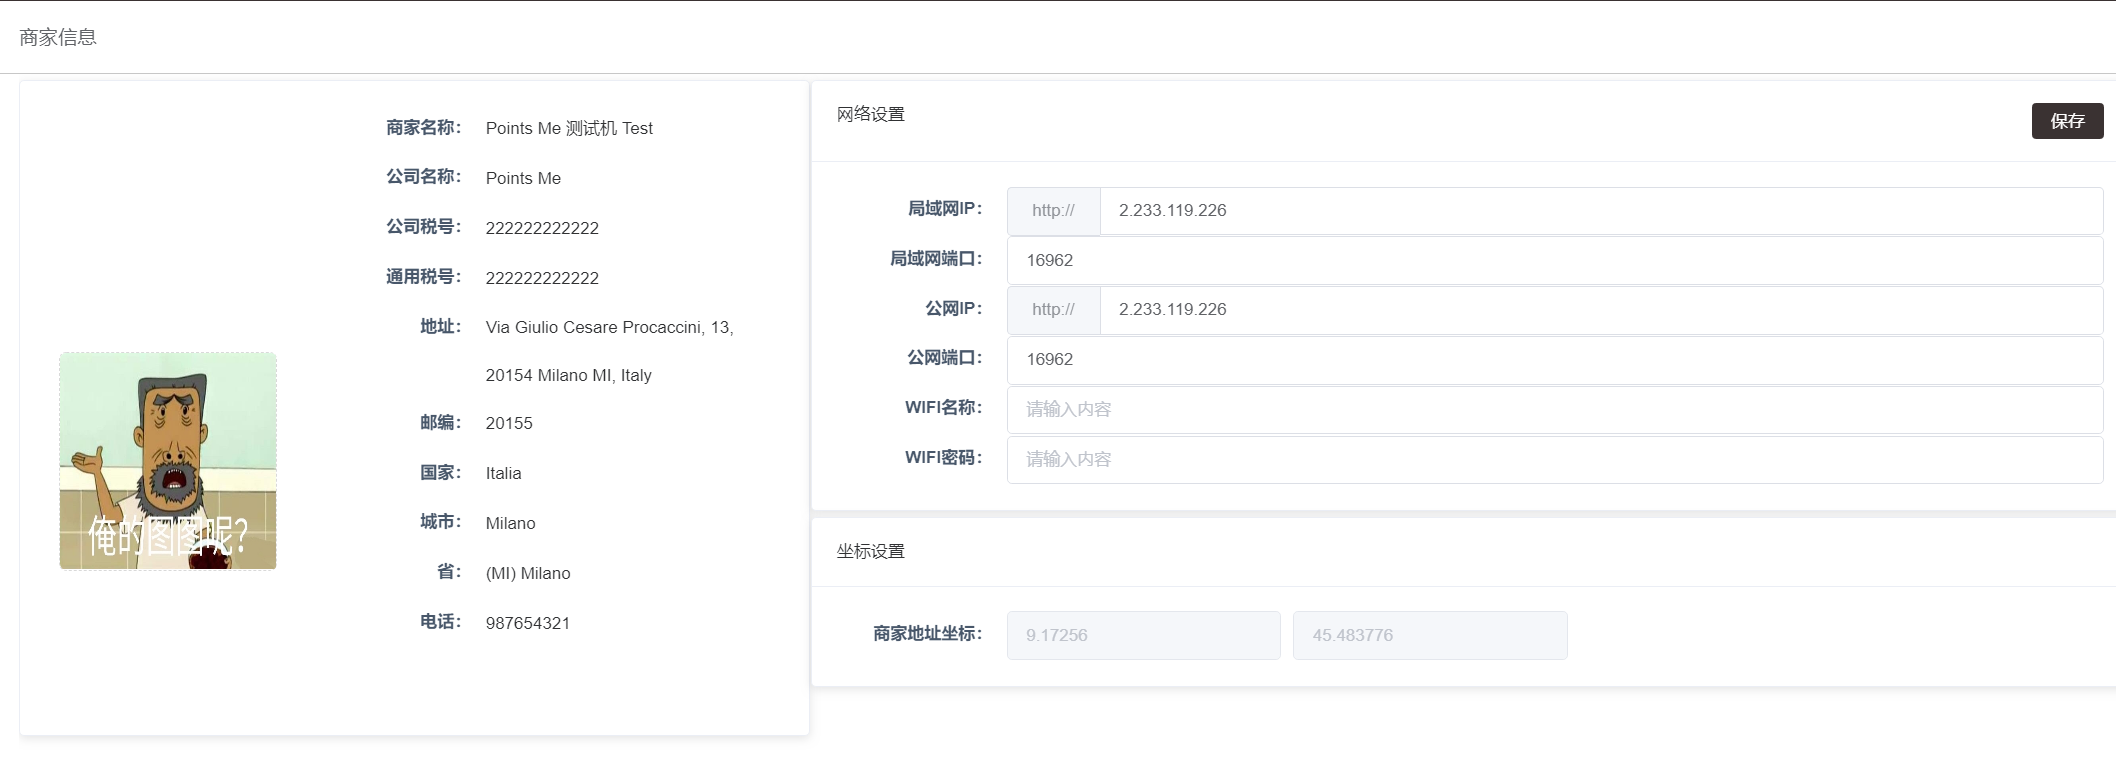 商家信息
商家名称： Points Me 测试机 Test
公司名称： Points Me
公司税号： 222222222222
通用税号： 222222222222
地址： Via Giulio Cesare Procaccini, 13,
20154 Milano MI, Italy
邮编： 20155
国家： Italia
城市： Milano
省： (MI) Milano
电话： 987654321
俺的图图呢?
网络设置
保存
局域网IP： http:// 2.233.119.226
局域网端口： 16962
公网IP： http:// 2.233.119.226
公网端口： 16962
WIFI名称： 请输入内容
WIFI密码： 请输入内容
坐标设置
商家地址坐标： 9.17256 45.483776